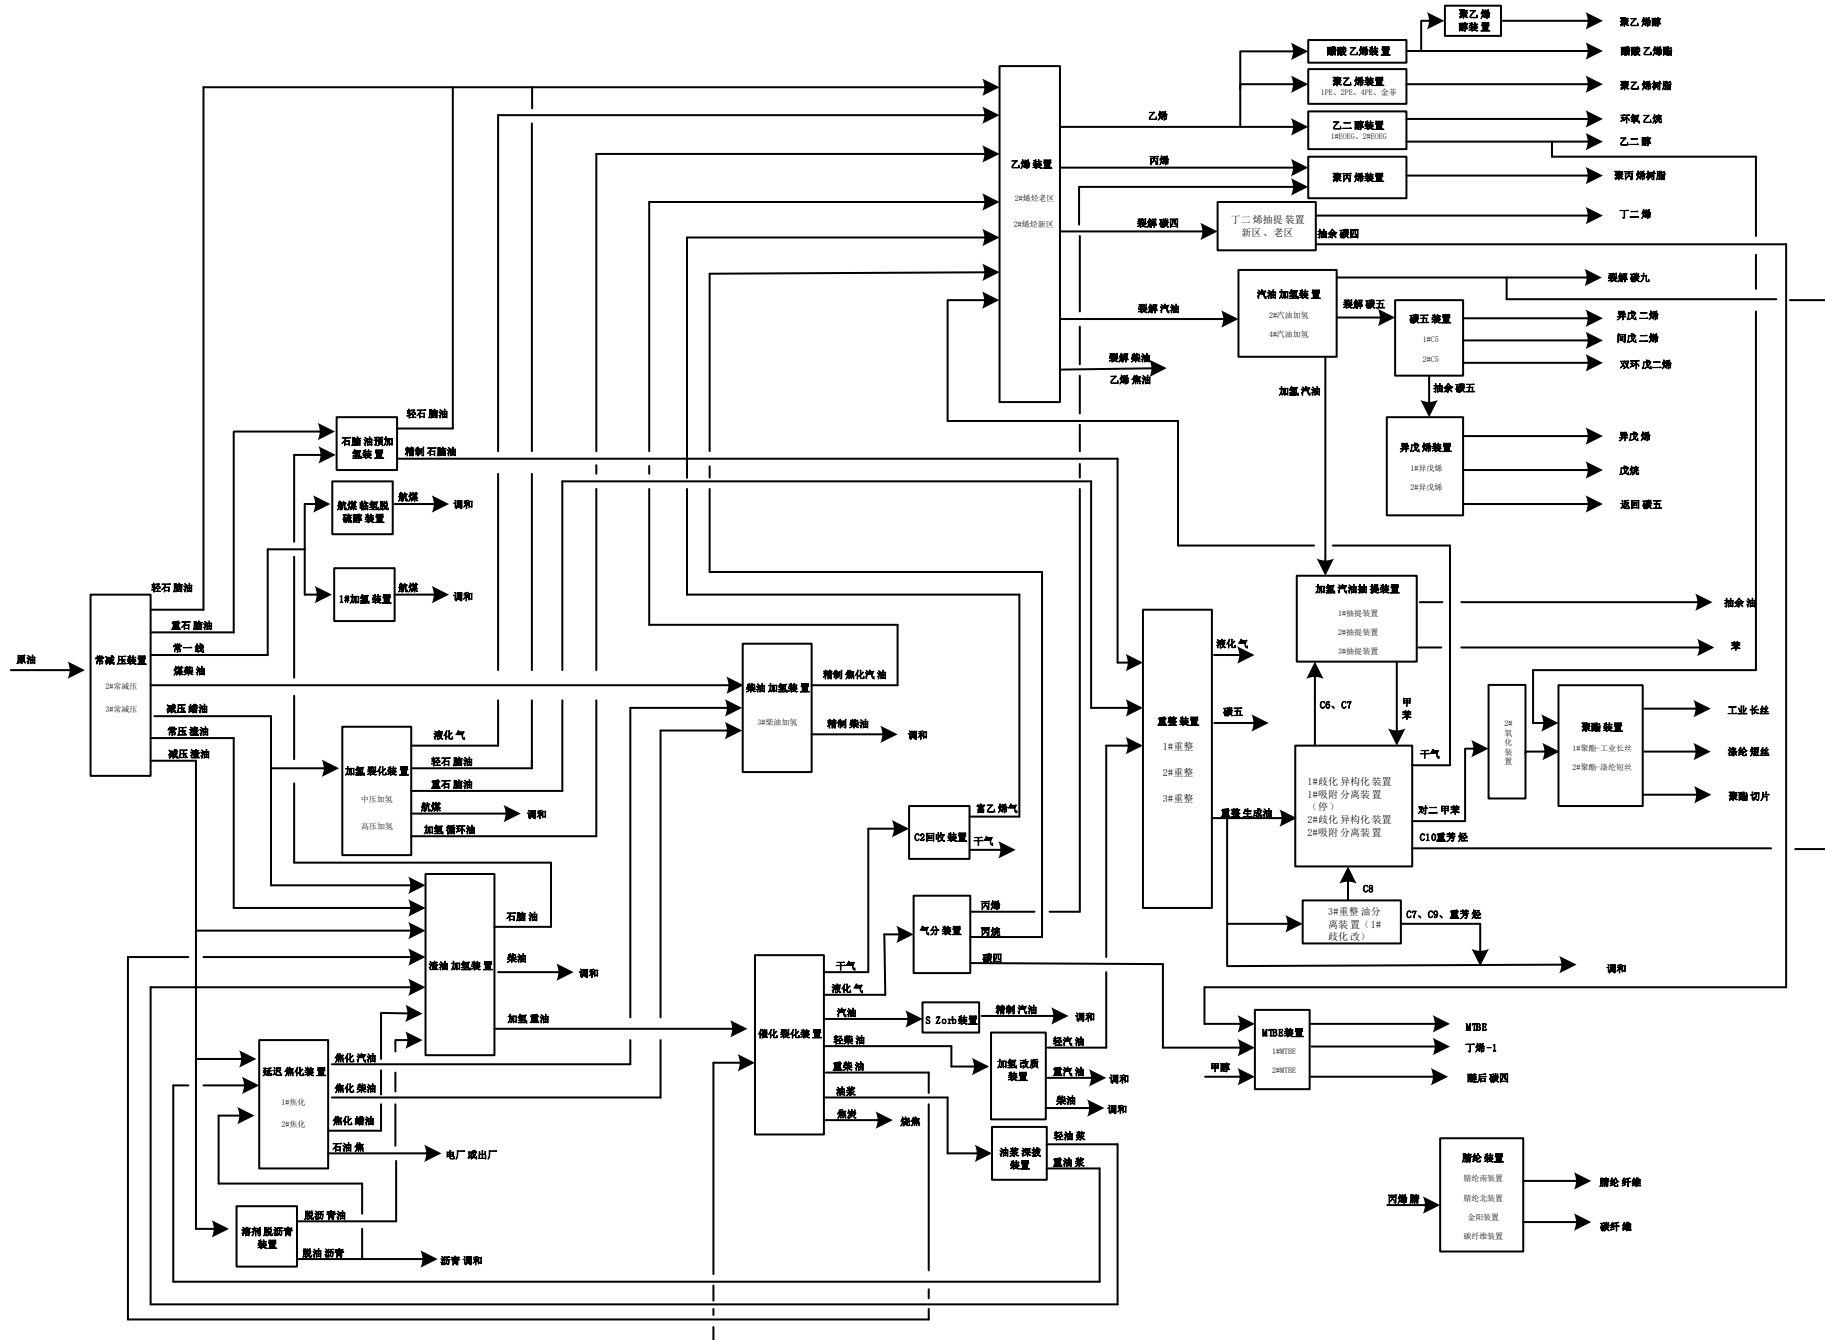 聚乙烯
醇装置
聚乙烯醇
醋酸乙烯装置
醋酸乙烯酯
聚乙烯装置
1PE、2PE、4PE、金菲
聚乙烯树脂
乙烯
乙二醇装置
1#EOEG、2#EOEG
环氧乙烷
乙二醇
乙烯装置
2#烯烃老区
2#烯烃新区
丙烯
聚丙烯装置
聚丙烯树脂
裂解碳四
丁二烯抽提装置
新区、老区
丁二烯
抽余碳四
裂解汽油
汽油加氢装置
2#汽油加氢
4#汽油加氢
裂解碳九
裂解碳五
碳五装置
1#C5
2#C5
异戊二烯
间戊二烯
双环戊二烯
裂解柴油
乙烯焦油
加氢汽油
抽余碳五
异戊烯装置
1#异戊烯
2#异戊烯
异戊烯
戊烷
返回碳五
轻石脑油
石脑油预加
氢装置
精制石脑油
航煤临氢脱
硫醇装置
航煤
调和
1#加氢装置
航煤
调和
原油
常减压装置
2#常减压
3#常减压
轻石脑油
重石脑油
常一线
煤柴油
减压蜡油
常压渣油
减压渣油
加氢裂化装置
中压加氢
高压加氢
液化气
轻石脑油
重石脑油
航煤
调和
加氢循环油
柴油加氢装置
3#柴油加氢
精制焦化汽油
精制柴油
调和
重整装置
1#重整
2#重整
3#重整
液化气
碳五
重整生成油
加氢汽油抽提装置
1#抽提装置
2#抽提装置
3#抽提装置
抽余油
苯
C6、C7
甲
苯
1#歧化异构化装置
1#吸附分离装置
（停）
2#歧化异构化装置
2#吸附分离装置
干气
对二甲苯
C10重芳烃
2#
氧
化
装
置
聚酯装置
1#聚酯-工业长丝
2#聚酯-涤纶短丝
工业长丝
涤纶短丝
聚酯切片
C8
3#重整油分
离装置（1#
歧化改）
C7、C9、重芳烃
调和
C2回收装置
富乙烯气
干气
气分装置
丙烯
丙烷
碳四
渣油加氢装置
石脑油
柴油
调和
加氢重油
催化裂化装置
干气
液化气
汽油
轻柴油
重柴油
油浆
焦炭
烧焦
S Zorb装置
精制汽油
调和
加氢改质
装置
轻汽油
重汽油
调和
柴油
调和
油浆深拔
装置
轻油浆
重油浆
延迟焦化装置
1#焦化
2#焦化
焦化汽油
焦化柴油
焦化蜡油
石油焦
电厂或出厂
溶剂脱沥青
装置
脱沥青油
脱油沥青
沥青调和
MTBE装置
1#MTBE
2#MTBE
甲醇
MTBE
丁烯-1
醚后碳四
丙烯腈
腈纶装置
腈纶南装置
腈纶北装置
金阳装置
碳纤维装置
腈纶纤维
碳纤维